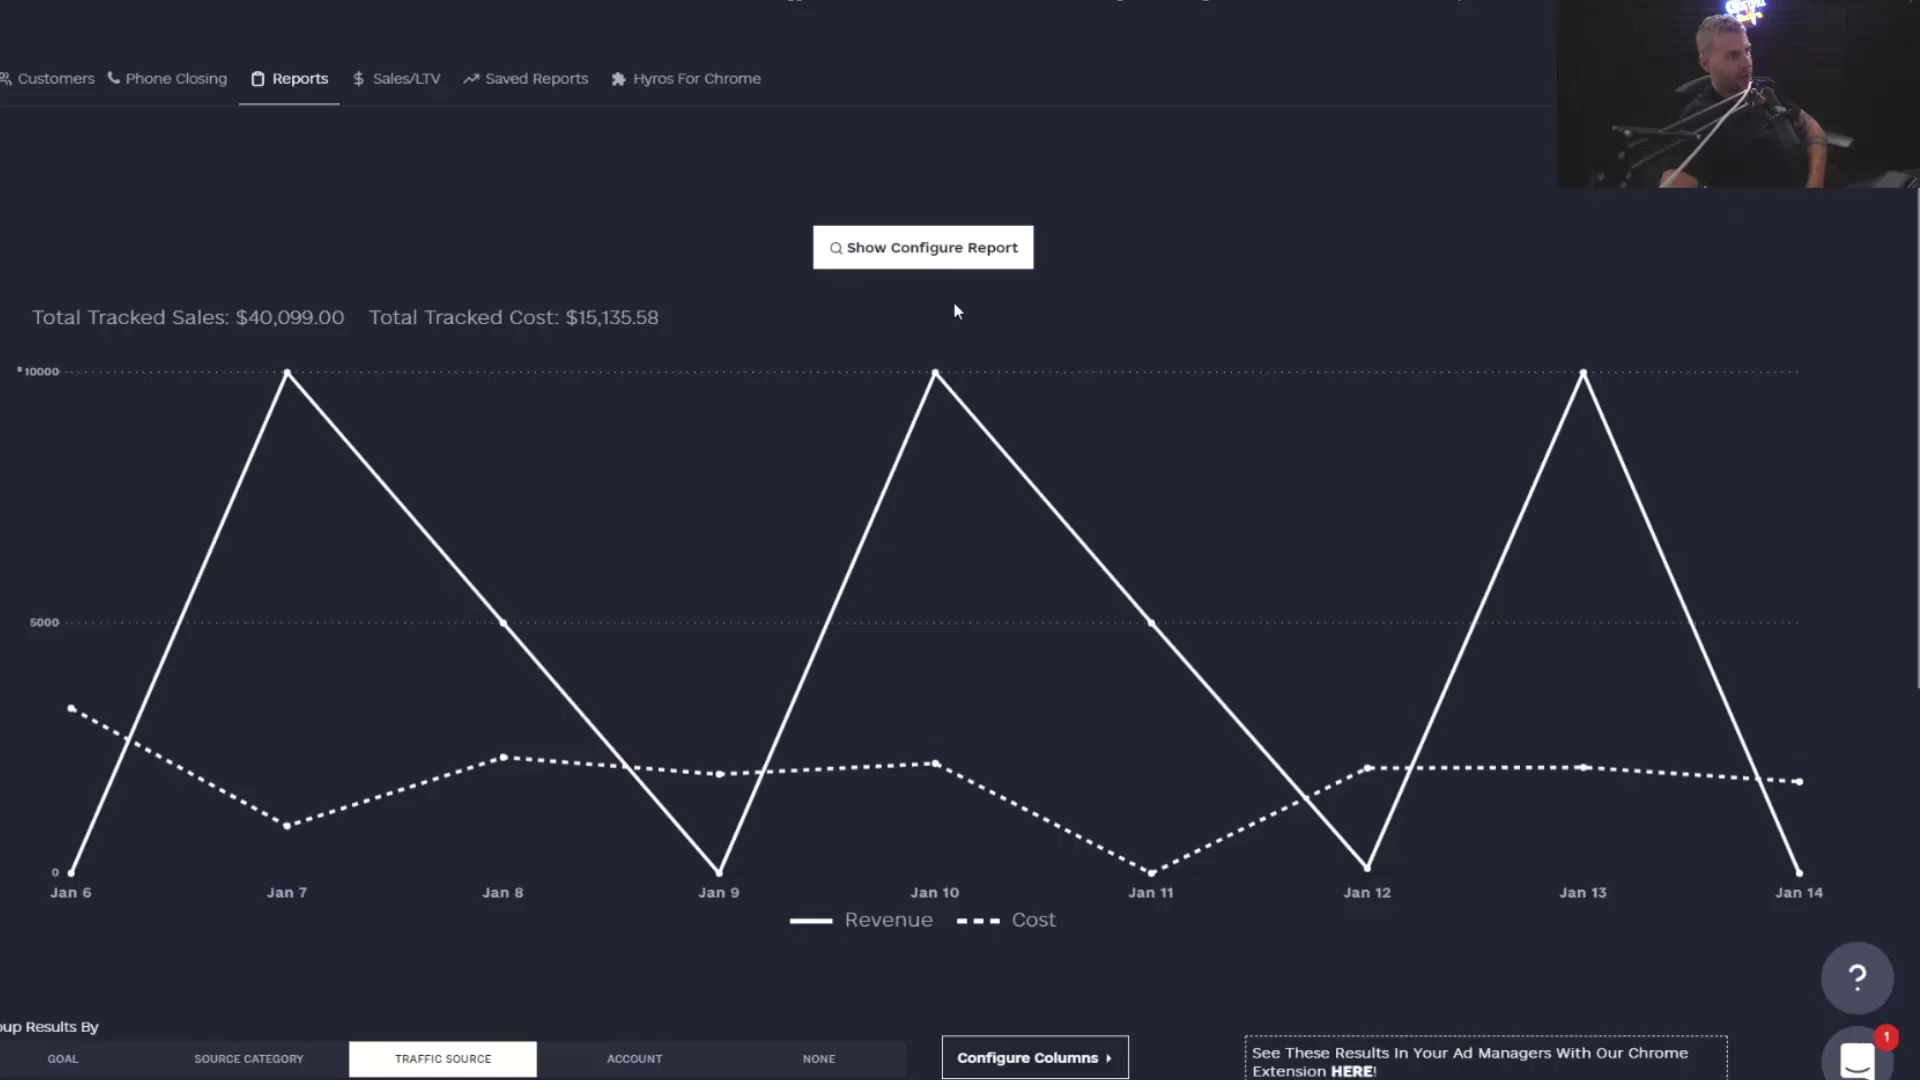 Customers Phone Closing Reports $ Sales/LTV Saved Reports Hyros For Chrome
Show Configure Report
Total Tracked Sales: $40,099.00 Total Tracked Cost: $15,135.58
$10000
5000
0
Jan 6 Jan 7 Jan 8 Jan 9 Jan 10 Jan 11 Jan 12 Jan 13 Jan 14
Revenue Cost
?
oup Results By
1
GOAL SOURCE CATEGORY TRAFFIC SOURCE ACCOUNT NONE
Configure Columns
See These Results In Your Ad Managers With Our Chrome
Extension HERE!